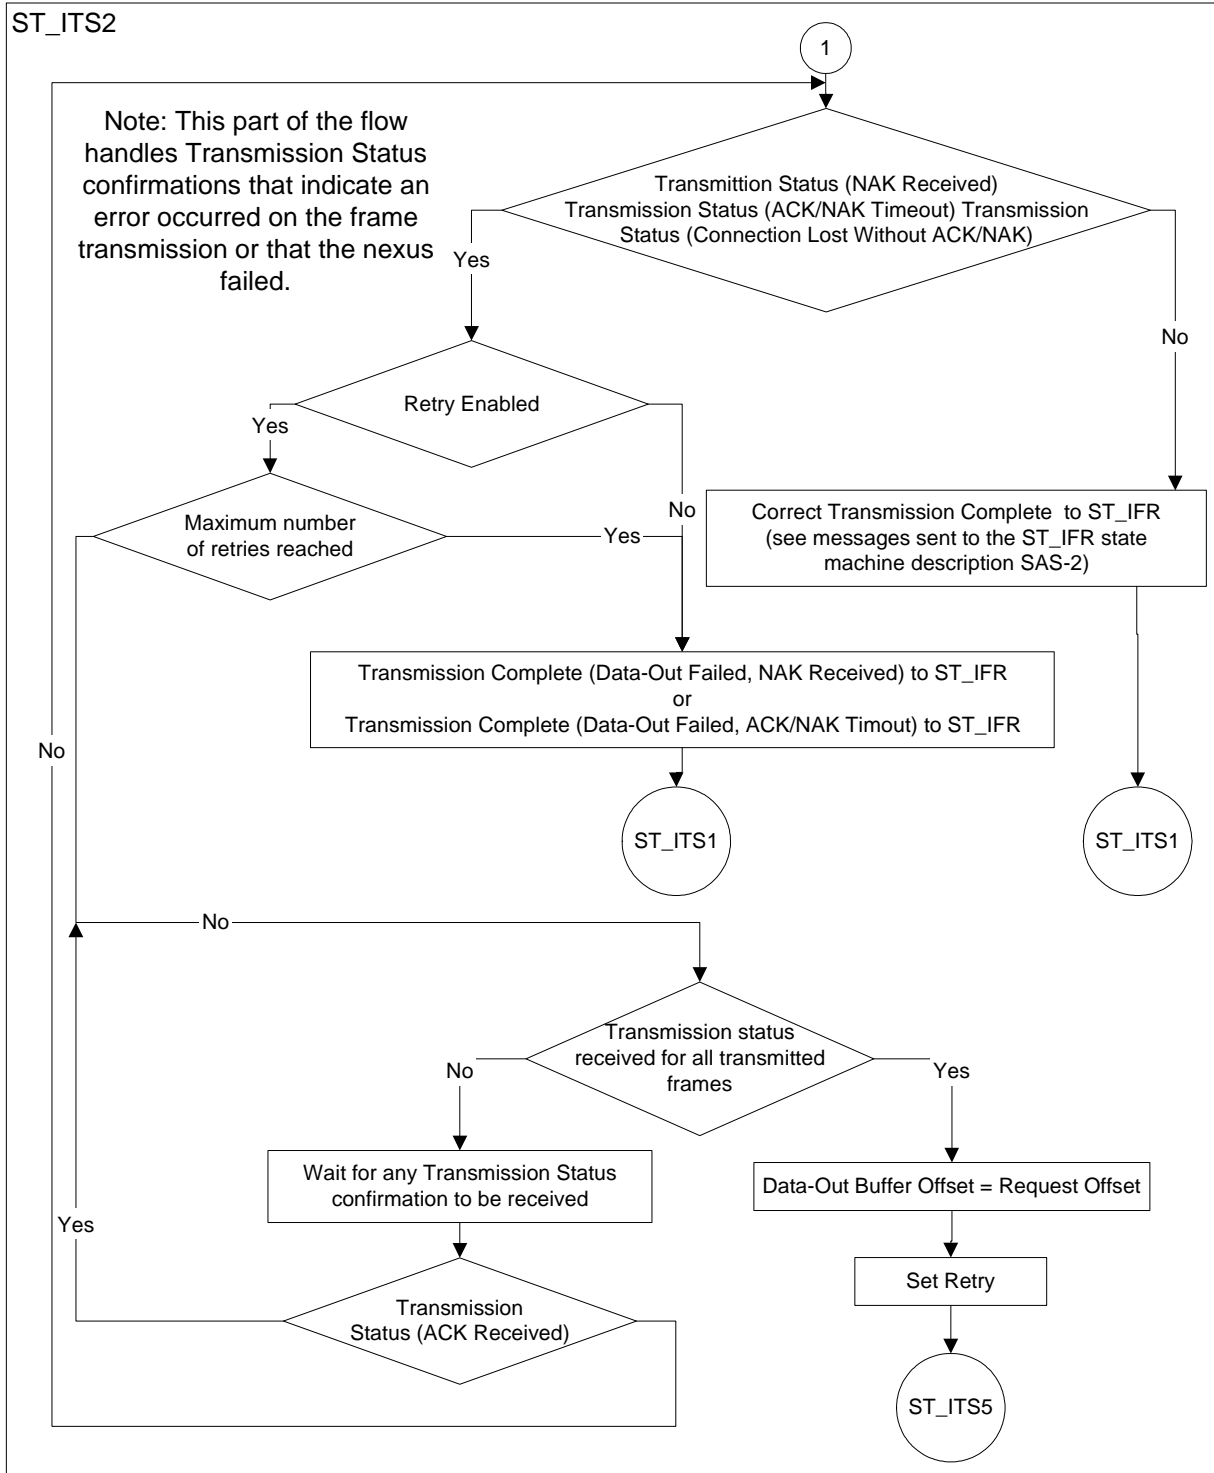 ST_ITS2
1
Note: This part of the flow
handles Transmission Status
confirmations that indicate an
error occurred on the frame
transmission or that the nexus
failed.
Transmittion Status (NAK Received)
Transmission Status (ACK/NAK Timeout) Transmission
Status (Connection Lost Without ACK/NAK)
Yes
No
Retry Enabled
Yes
No
Maximum number
of retries reached
Yes
Correct Transmission Complete to ST_IFR
(see messages sent to the ST_IFR state
machine description SAS-2)
Transmission Complete (Data-Out Failed, NAK Received) to ST_IFR
or
Transmission Complete (Data-Out Failed, ACK/NAK Timout) to ST_IFR
No
ST_ITS1
ST_ITS1
No
Transmission status
received for all transmitted
frames
No
Yes
Wait for any Transmission Status
confirmation to be received
Data-Out Buffer Offset = Request Offset
Yes
Set Retry
Transmission
Status (ACK Received)
ST_ITS5